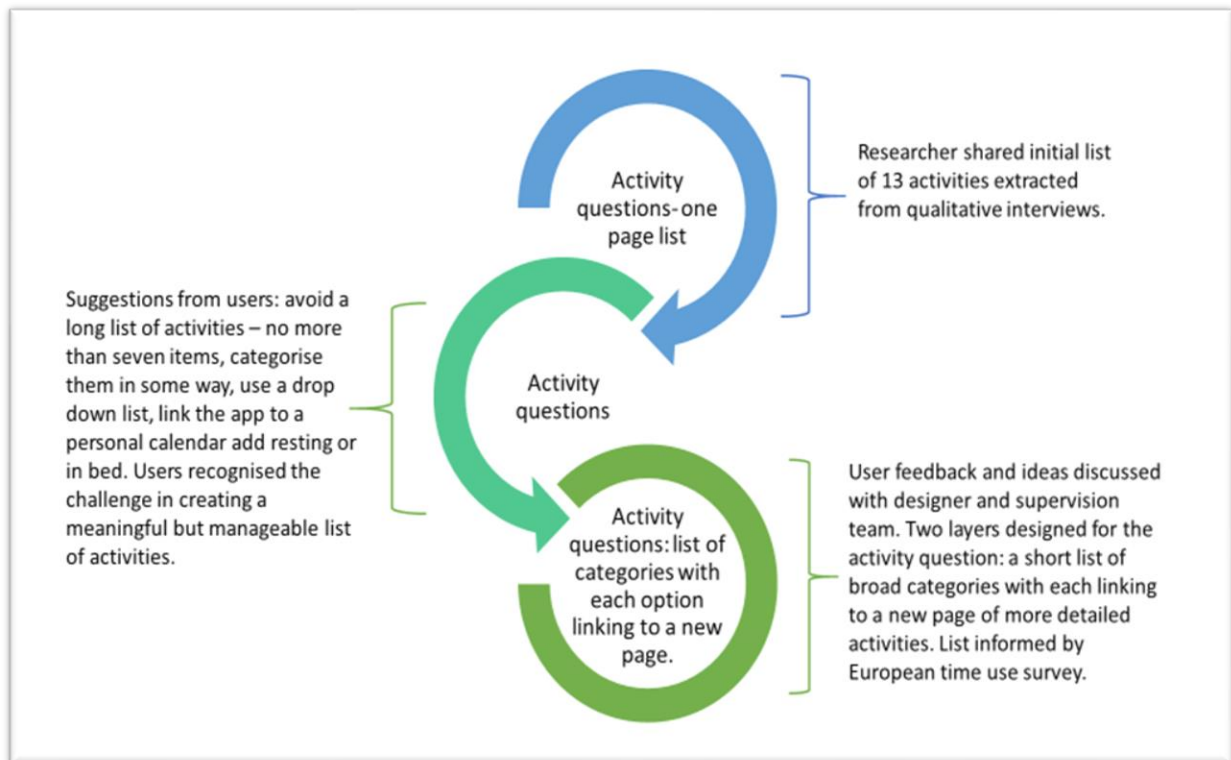 Activity
questions- one
page list
Researcher shared initial list
of 13 activities extracted
from qualitative interviews.
Suggestions from users: avoid a
long list of activities – no more
than seven items, categorise
them in some way, use a drop
down list, link the app to a
personal calendar add resting or
in bed. Users recognised the
challenge in creating a
meaningful but manageable list
of activities.
Activity
questions
Activity
questions: list of
categories with
each option
linking to a new
page.
User feedback and ideas discussed
with designer and supervision
team. Two layers designed for the
activity question: a short list of
broad categories with each linking
to a new page of more detailed
activities. List informed by
European time use survey.